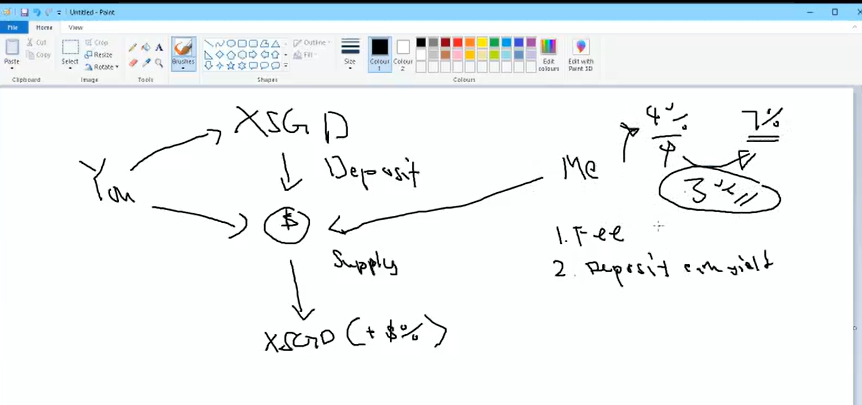 Untitled - Paint
File Home View
Paste Cut Copy Clipboard
Select Crop Resize Rotate Image
Tools
Brushes
Shapes Outline Fill
Size
Colour 1 Colour 2 Edit colours Colours
Edit with Paint 3D
XSGD
4% 7%
4
Deposit
Me
You
3%
$
1. Fee
Supply
2. Deposit earn yield
XSGD (+ $%)